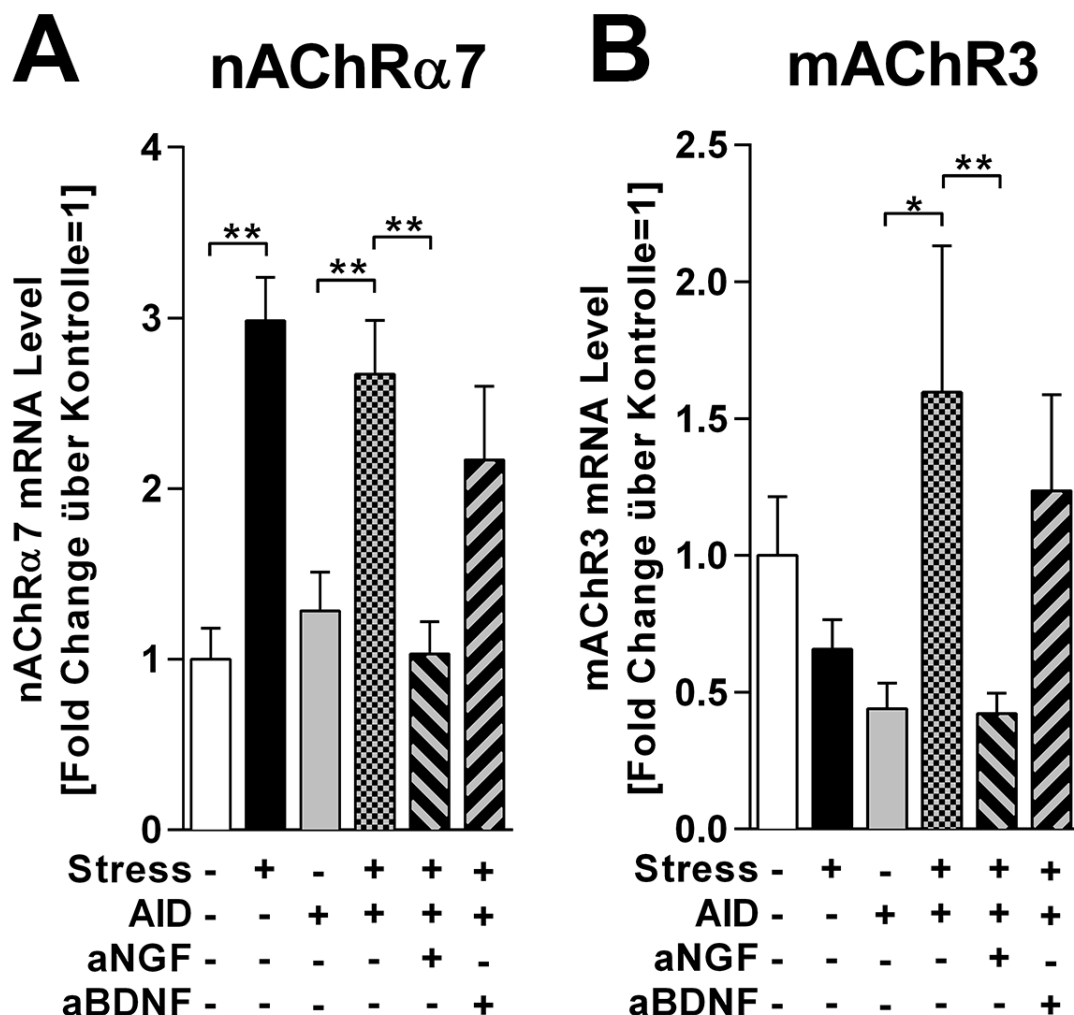 A
nAChRα7
nAChRα7 mRNA Level
[Fold Change über Kontrolle=1]
4
3
2
1
0
**
**
**
Stress - + - + + +
AID - - + + + +
aNGF - - - - + -
aBDNF - - - - - +
B
mAChR3
mAChR3 mRNA Level
[Fold Change über Kontrolle=1]
2.5
2.0
1.5
1.0
0.5
0.0
*
**
Stress - + - + + +
AID - - + + + +
aNGF - - - - + -
aBDNF - - - - - +